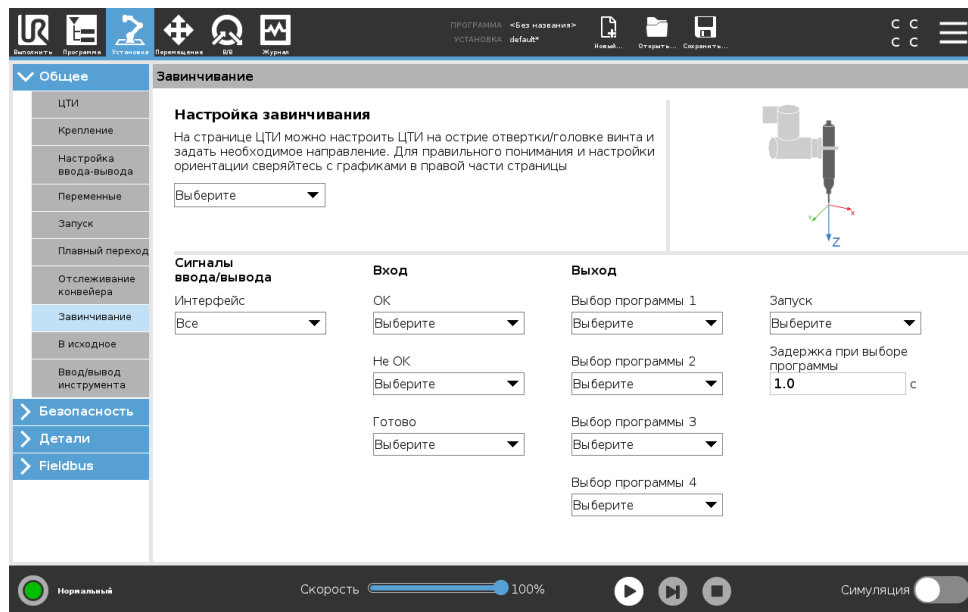 ПРОГРАММА <Без названия>
УСТАНОВКА default*
Выполнить Программа Установка Перемещение В/В Журнал
Новый... Открыть... Сохранить...
C C
C C
Общее
Завинчивание
ЦТИ
Крепление
Настройка
ввода-вывода
Переменные
Запуск
Плавный переход
Отслеживание
конвейера
Завинчивание
В исходное
Ввод/вывод
инструмента
Безопасность
Детали
Fieldbus
Настройка завинчивания
На странице ЦТИ можно настроить ЦТИ на острие отвертки/головке винта и
задать необходимое направление. Для правильного понимания и настройки
ориентации сверяйтесь с графиками в правой части страницы
Выберите
Y X
Z
Сигналы
ввода/вывода
Интерфейс
Все
Вход
OK
Выберите
Не OK
Выберите
Готово
Выберите
Выход
Выбор программы 1
Выберите
Выбор программы 2
Выберите
Выбор программы 3
Выберите
Выбор программы 4
Выберите
Запуск
Выберите
Задержка при выборе
программы
1.0 с
Нормальный
Скорость 100%
Симуляция